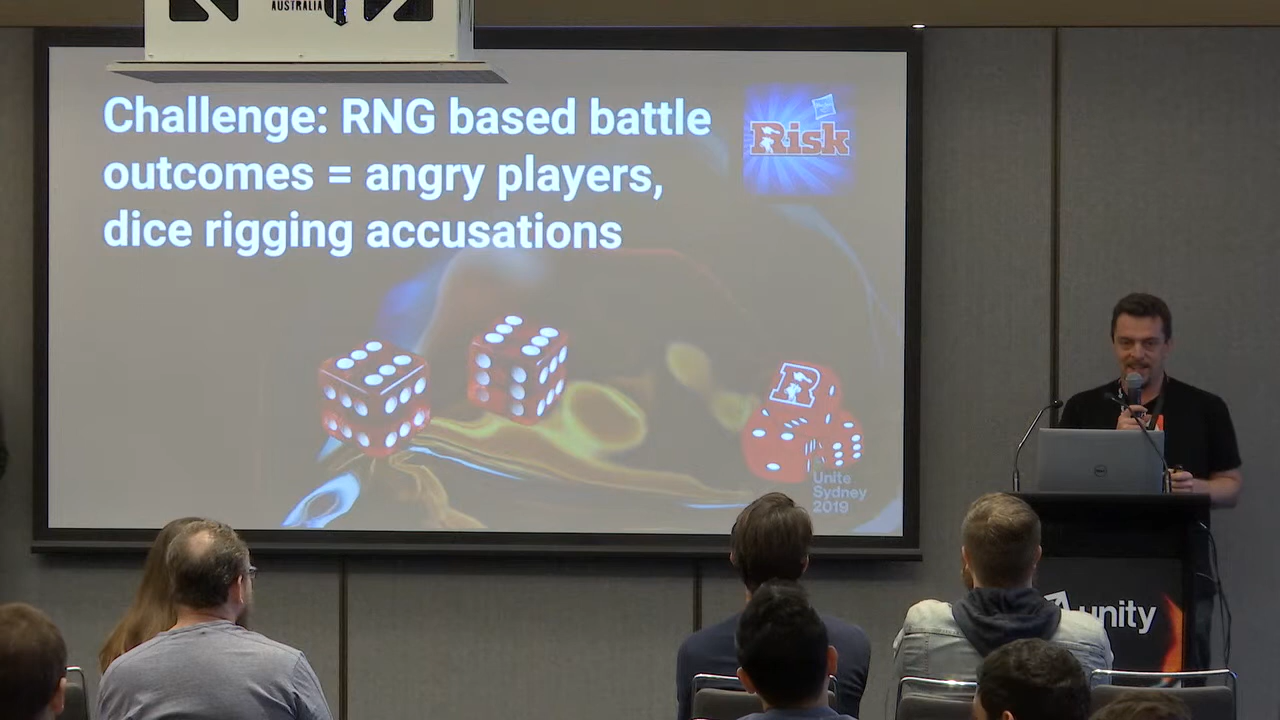 AUSTRALIA
Challenge: RNG based battle
outcomes = angry players,
dice rigging accusations
Risk
R
Unite
Sydney
2019
unity